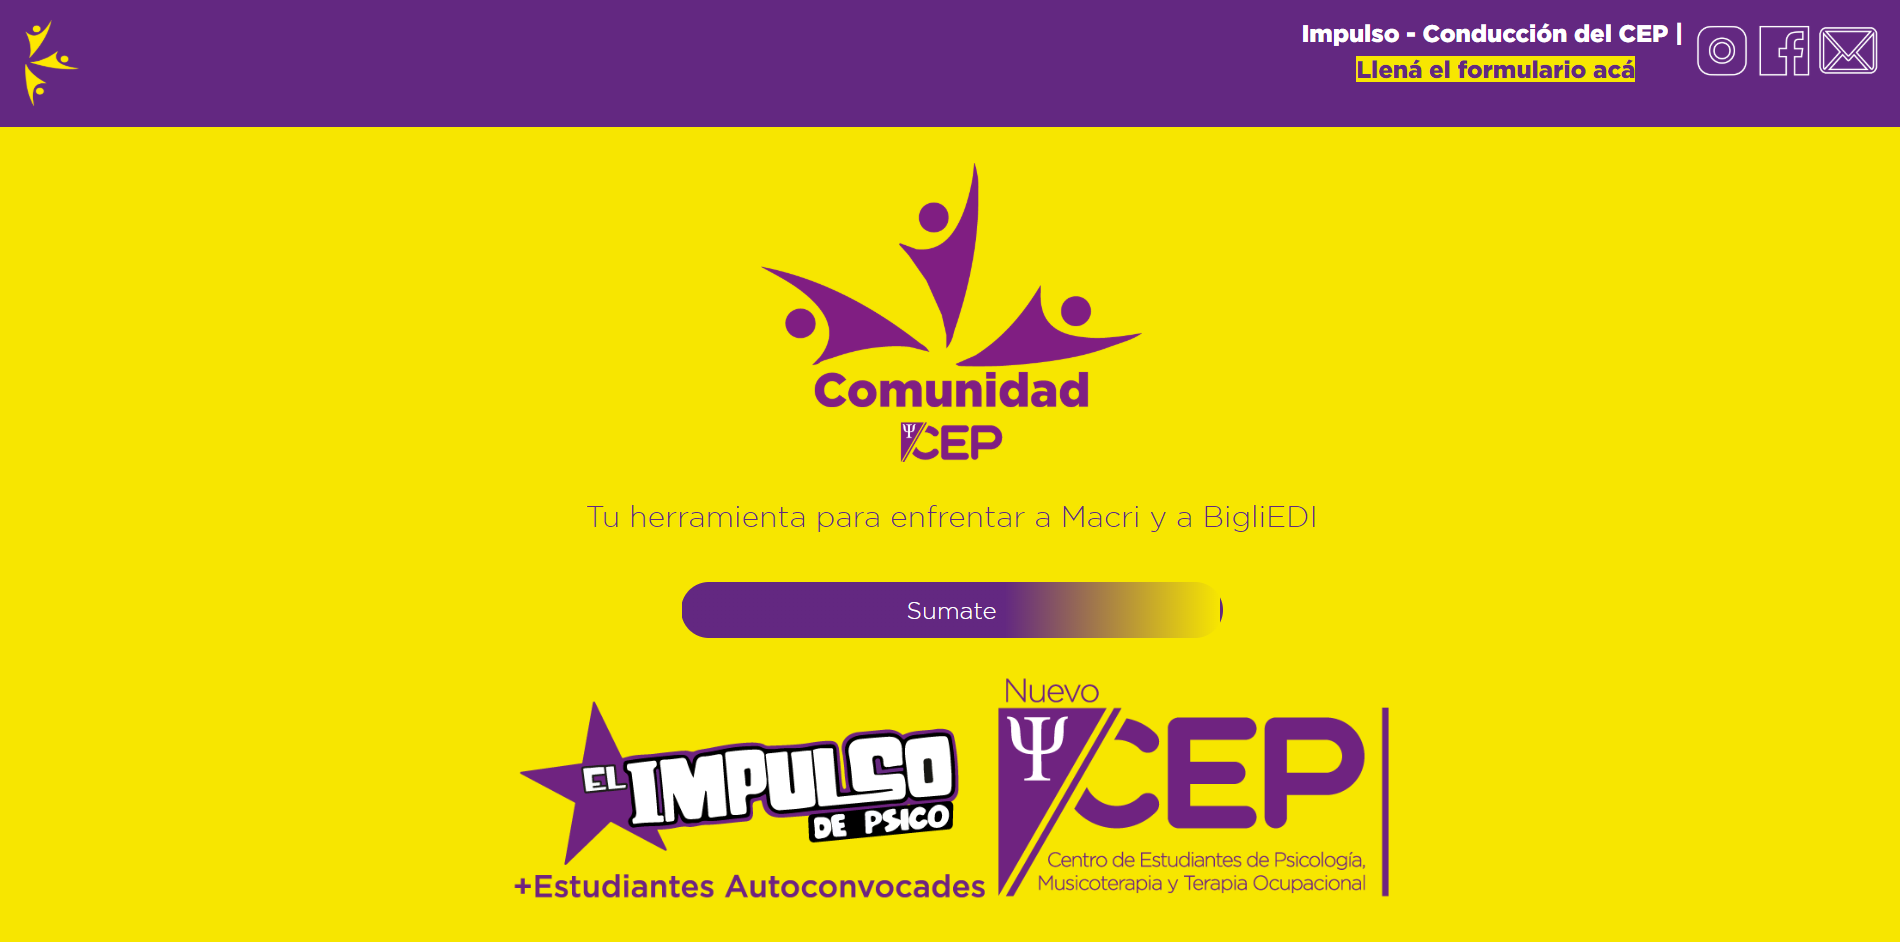 Impulso - Conducción del CEP |
Llená el formulario acá
Comunidad
Ψ CEP
Tu herramienta para enfrentar a Macri y a BigliEDI
Sumate
EL IMPULSO
DE PSICO
+Estudiantes Autoconvocades
Nuevo
Ψ CEP
Centro de Estudiantes de Psicología,
Musicoterapia y Terapia Ocupacional